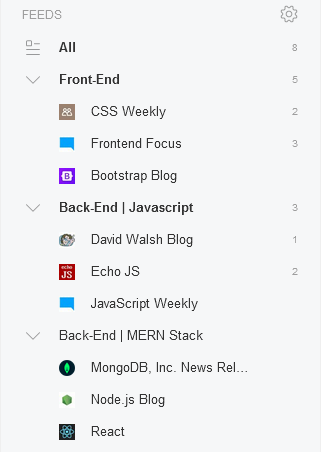 FEEDS
All 8
Front-End 5
CSS Weekly 2
Frontend Focus 3
B Bootstrap Blog
Back-End | Javascript 3
David Walsh Blog 1
echo JS Echo JS 2
JavaScript Weekly
Back-End | MERN Stack
MongoDB, Inc. News Rel...
Node.js Blog
React